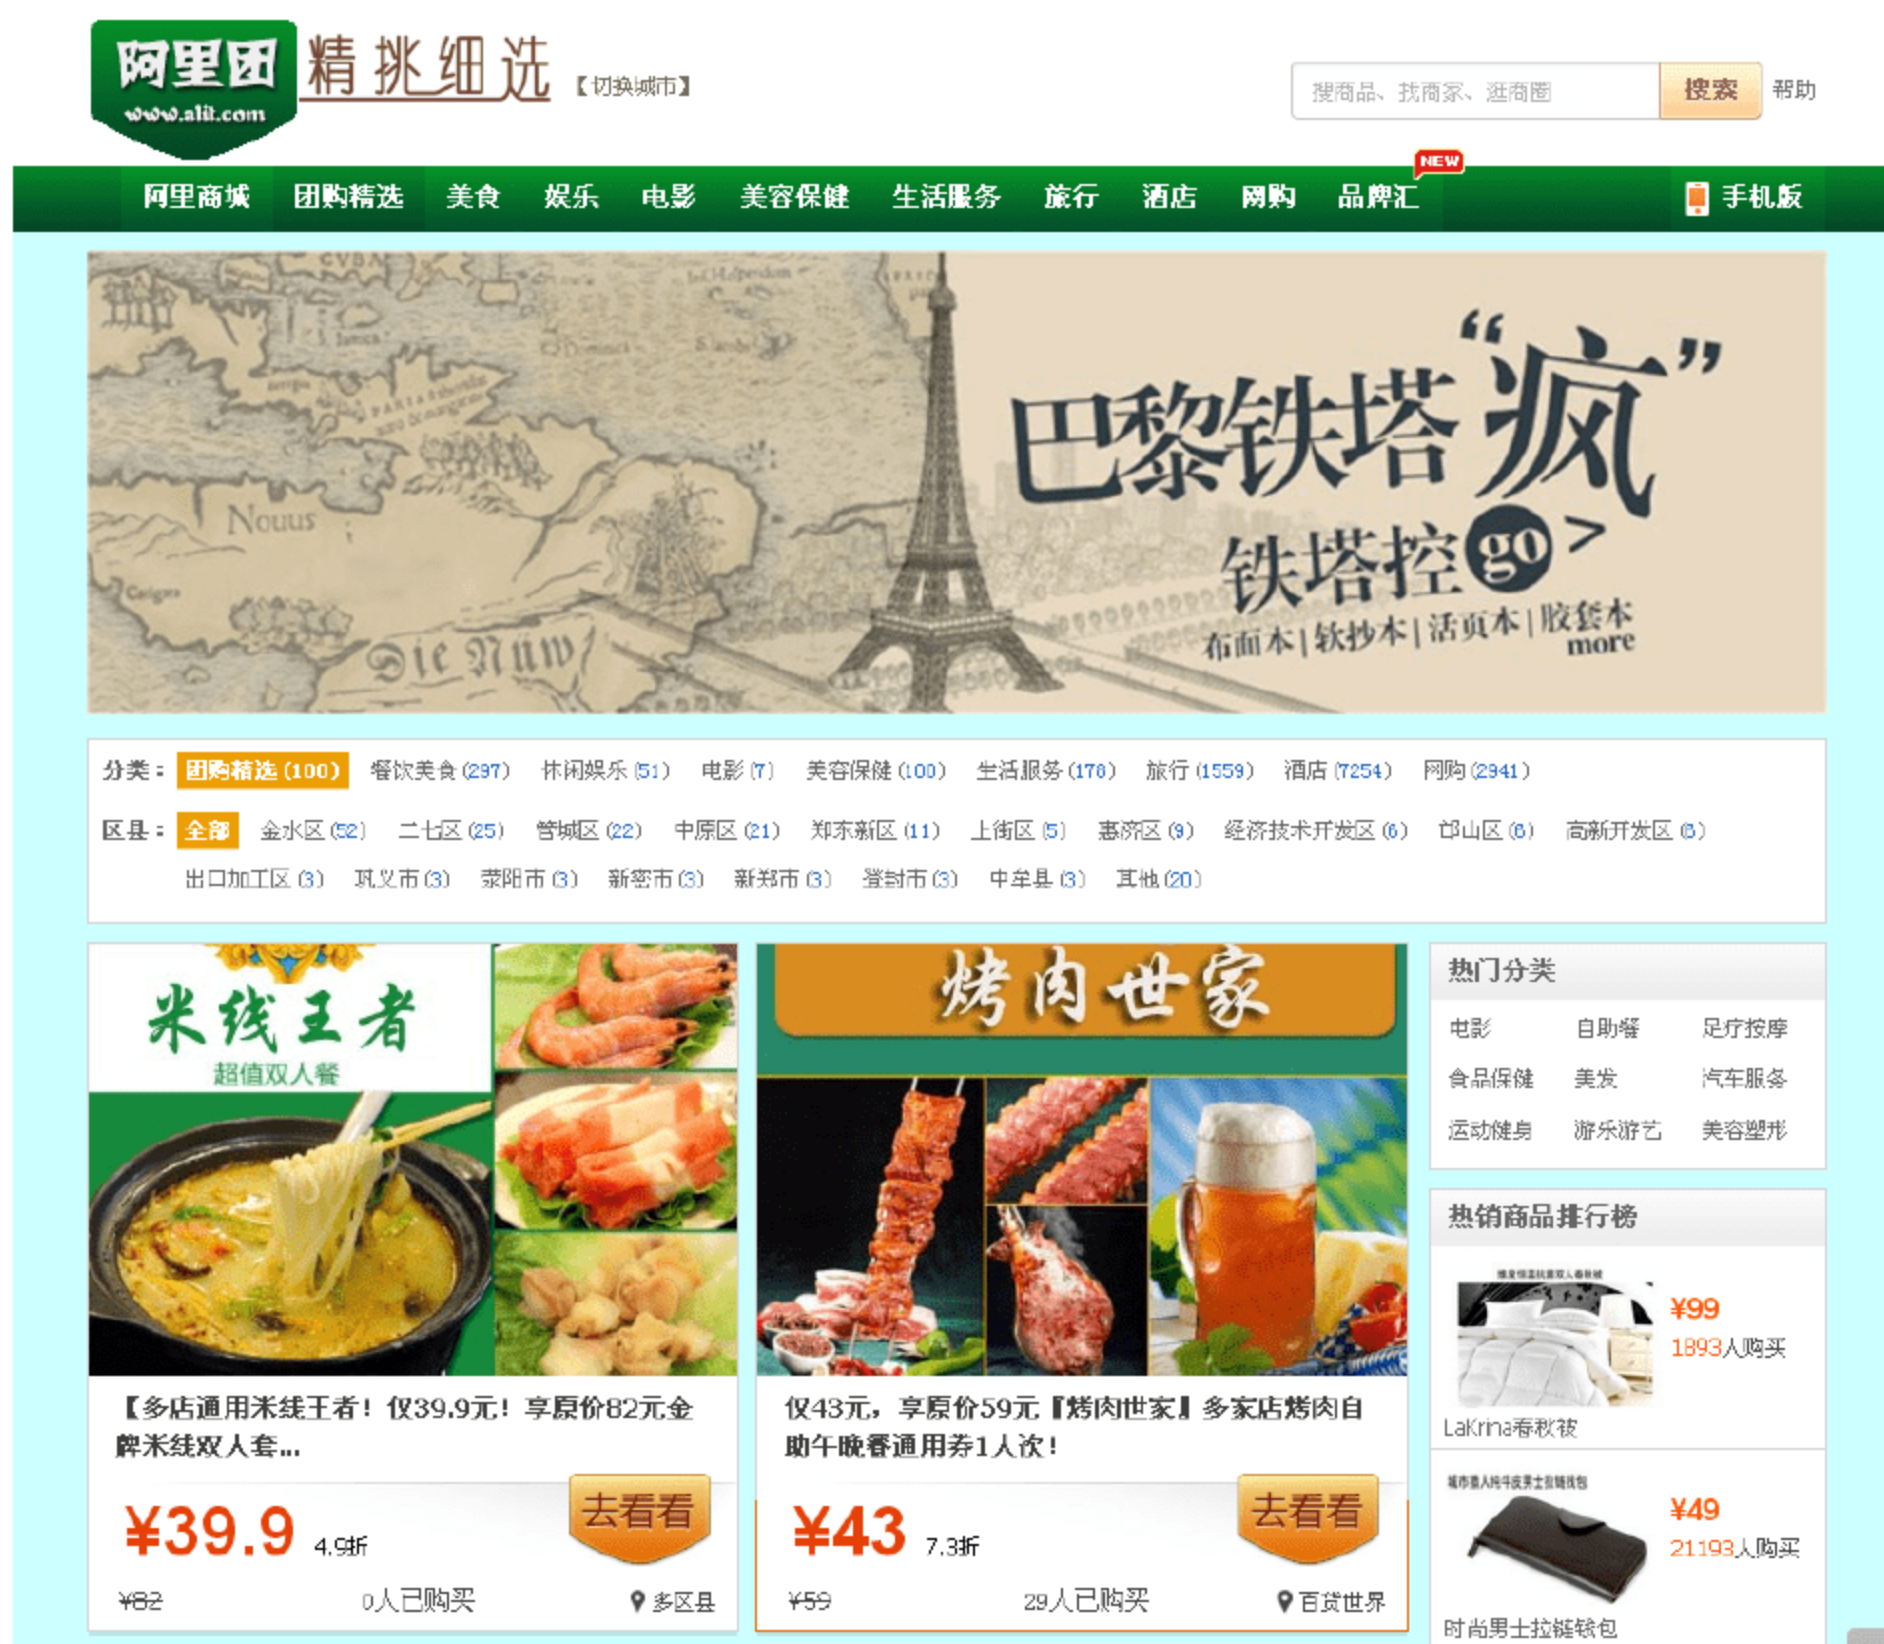 阿里团
www.alit.com
精挑细选
【切换城市】
搜商品、找商家、逛商圈
搜索
帮助
NEW
阿里商城 团购精选 美食 娱乐 电影 美容保健 生活服务 旅行 酒店 网购 品牌汇 手机版
CVBA
巴黎铁塔“疯”
铁塔控go>
布面本|软抄本|活页本|胶套本
more
Nouus
Die Nüw
分类： 团购精选(100) 餐饮美食(297) 休闲娱乐(51) 电影(7) 美容保健(100) 生活服务(178) 旅行(1559) 酒店(7254) 网购(2941)
区县： 全部 金水区(52) 二七区(25) 管城区(22) 中原区(21) 郑东新区(11) 上街区(5) 惠济区(9) 经济技术开发区(6) 邙山区(6) 高新开发区(6)
出口加工区(3) 巩义市(3) 荥阳市(3) 新密市(3) 新郑市(3) 登封市(3) 中牟县(3) 其他(20)
米线王者
超值双人餐
【多店通用米线王者！仅39.9元！享原价82元金
牌米线双人套...
去看看
¥39.9 4.9折
¥82 0人已购买 多区县
烤肉世家
仅43元，享原价59元『烤肉世家』多家店烤肉自
助午晚餐通用券1人次！
去看看
¥43 7.3折
¥59 29人已购买 百货世界
热门分类
电影 自助餐 足疗按摩
食品保健 美发 汽车服务
运动健身 游乐游艺 美容塑形
热销商品排行榜
¥99
1893人购买
LaKrina春秋被
¥49
21193人购买
时尚男士拉链钱包